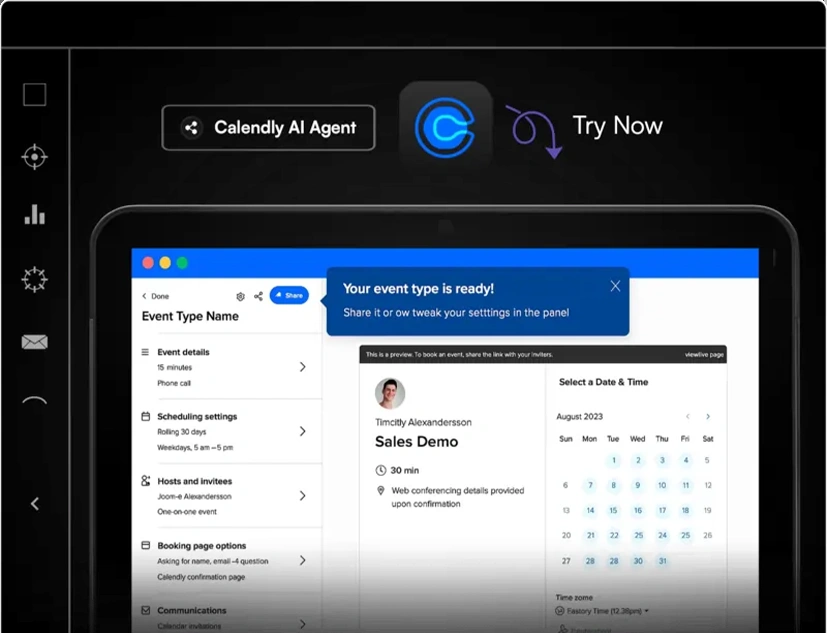 Calendly AI Agent
Try Now
Done
Share
Event Type Name
Your event type is ready!
Share it or ow tweak your setttings in the panel
Event details
15 minutes
Phone call
Scheduling settings
Rolling 30 days
Weekdays, 5 am – 5 pm
Hosts and invitees
Joom-e Alexandersson
One-on-one event
Booking page options
Asking for name, email -4 question
Calendly confirmation page
Communications
Calendar invitations
This is a preview. To book an event, share the link with your inviters.
viewlive page
Timcitly Alexandersson
Sales Demo
30 min
Web conferencing details provided
upon confirmation
Select a Date & Time
August 2023
Sun Mon Tue Wed Thu Fri Sat
1 2 3 4 5
6 7 8 9 10 11 12
13 14 15 16 17 18 19
20 21 22 25 24 25 26
27 28 28 30 31
Time zome
Eastory Time (12.38pm)